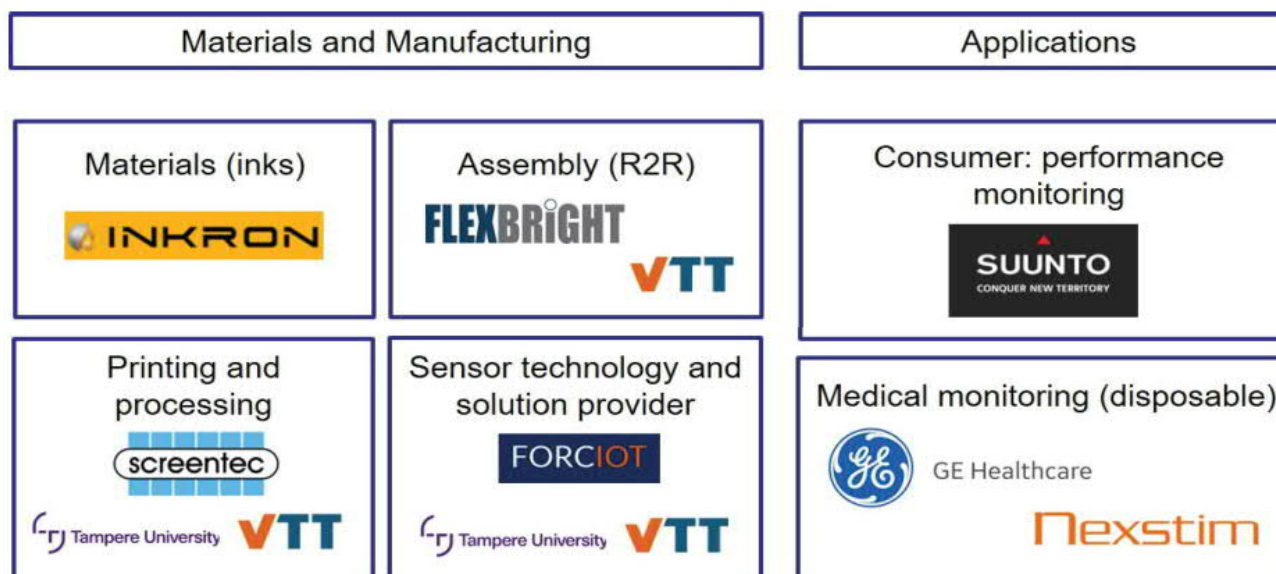 Materials and Manufacturing
Applications
Materials (inks)
INKRON
Assembly (R2R)
FLEXBRIGHT
VTT
Consumer: performance
monitoring
SUUNTO
CONQUER NEW TERRITORY
Printing and
processing
screentec
Tampere University
VTT
Sensor technology and
solution provider
FORCIOT
Tampere University
VTT
Medical monitoring (disposable)
GE
GE Healthcare
nexstim